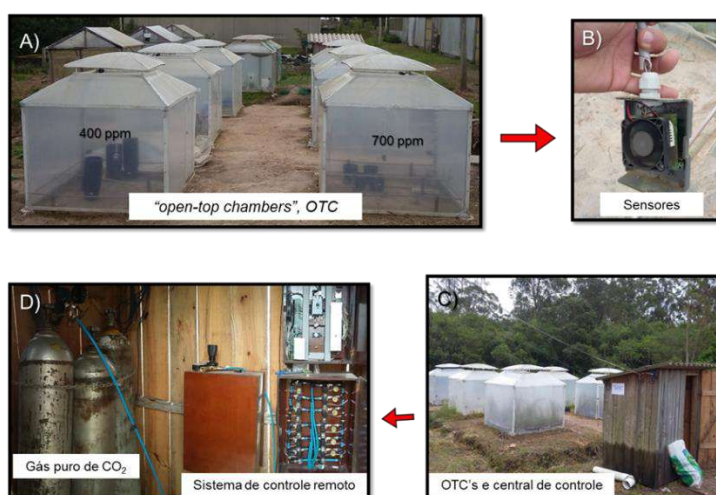 A)
400 ppm
700 ppm
“open-top chambers”, OTC
B)
Sensores
D)
Gás puro de CO₂
Sistema de controle remoto
C)
OTC's e central de controle